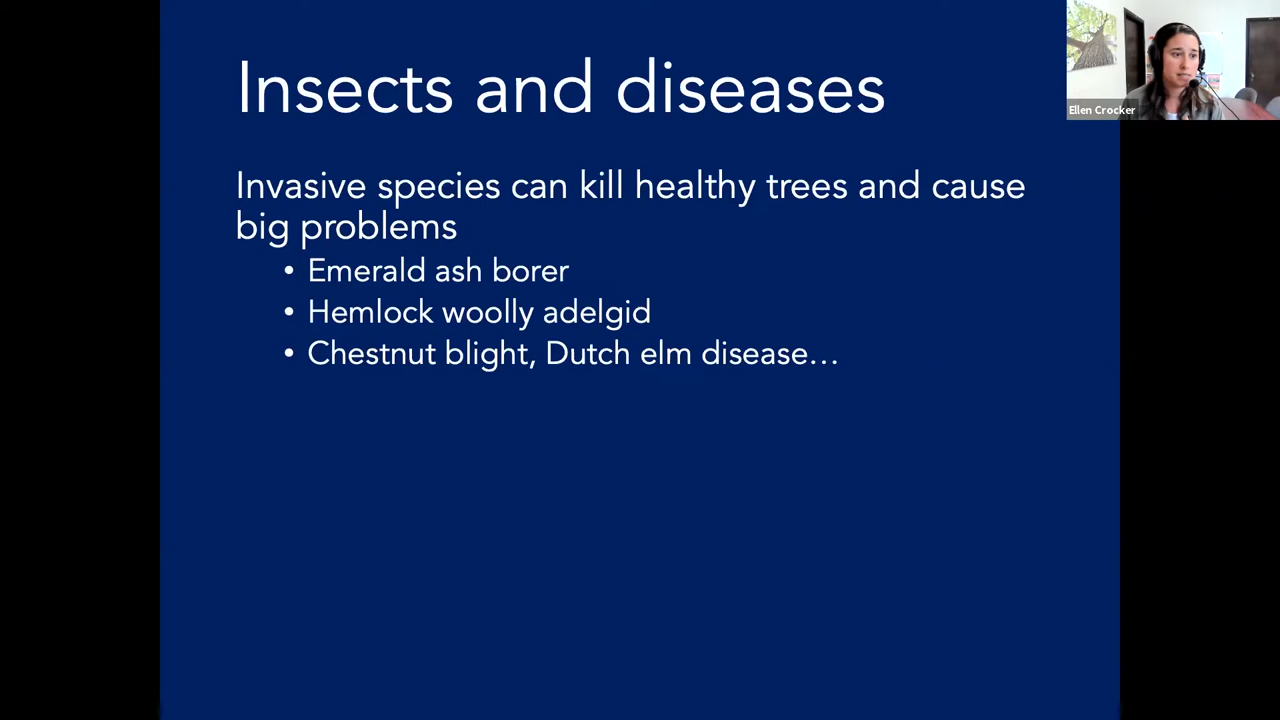 Insects and diseases
Ellen Crocker
Invasive species can kill healthy trees and cause
big problems
• Emerald ash borer
• Hemlock woolly adelgid
• Chestnut blight, Dutch elm disease…